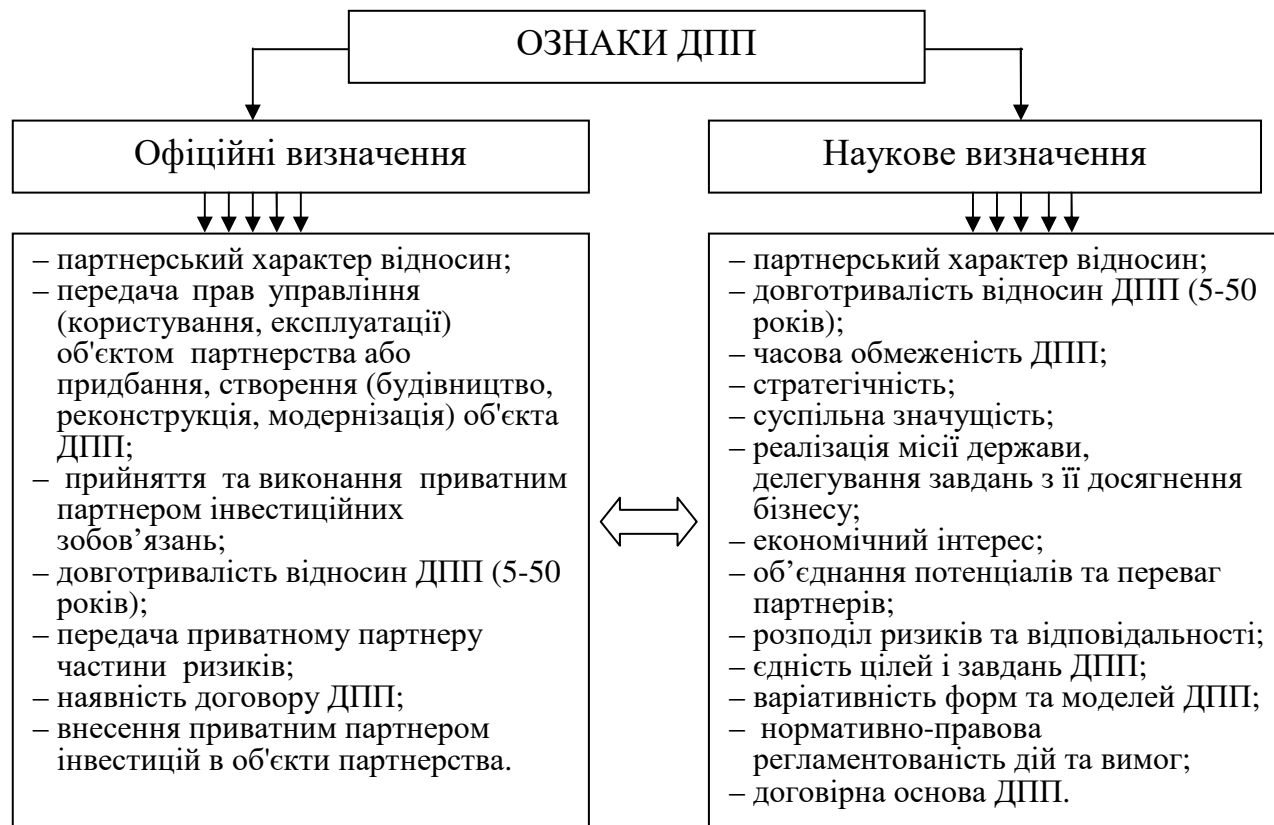 ОЗНАКИ ДПП
Офіційні визначення
– партнерський характер відносин;
– передача прав управління
(користування, експлуатації)
об'єктом партнерства або
придбання, створення (будівництво,
реконструкція, модернізація) об'єкта
ДПП;
– прийняття та виконання приватним
партнером інвестиційних
зобов’язань;
– довготривалість відносин ДПП (5-50
років);
– передача приватному партнеру
частини ризиків;
– наявність договору ДПП;
– внесення приватним партнером
інвестицій в об'єкти партнерства.
Наукове визначення
– партнерський характер відносин;
– довготривалість відносин ДПП (5-50
років);
– часова обмеженість ДПП;
– стратегічність;
– суспільна значущість;
– реалізація місії держави,
делегування завдань з її досягнення
бізнесу;
– економічний інтерес;
– об’єднання потенціалів та переваг
партнерів;
– розподіл ризиків та відповідальності;
– єдність цілей і завдань ДПП;
– варіативність форм та моделей ДПП;
– нормативно-правова
регламентованість дій та вимог;
– договірна основа ДПП.